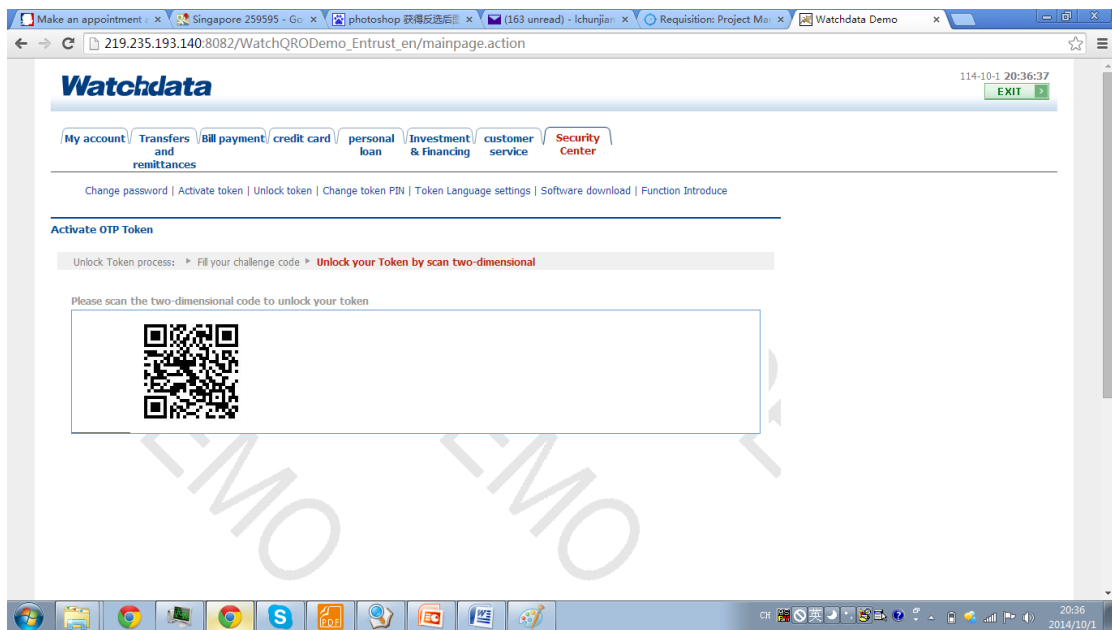 Make an appointment a
Singapore 259595 - Go
photoshop 获得反选后图
(163 unread) - lchunjian
Requisition: Project Ma
Watchdata Demo
219.235.193.140:8082/WatchQRODemo_Entrust_en/mainpage.action
Watchdata
114-10-1 20:36:37
EXIT
My account
Transfers and remittances
Bill payment
credit card
personal loan
Investment & Financing
customer service
Security Center
Change password | Activate token | Unlock token | Change token PIN | Token Language settings | Software download | Function Introduce
Activate OTP Token
Unlock Token process: Fill your challenge code Unlock your Token by scan two-dimensional
Please scan the two-dimensional code to unlock your token
DEMO
DEMO
S
PDF
CH
英
20:36
2014/10/1